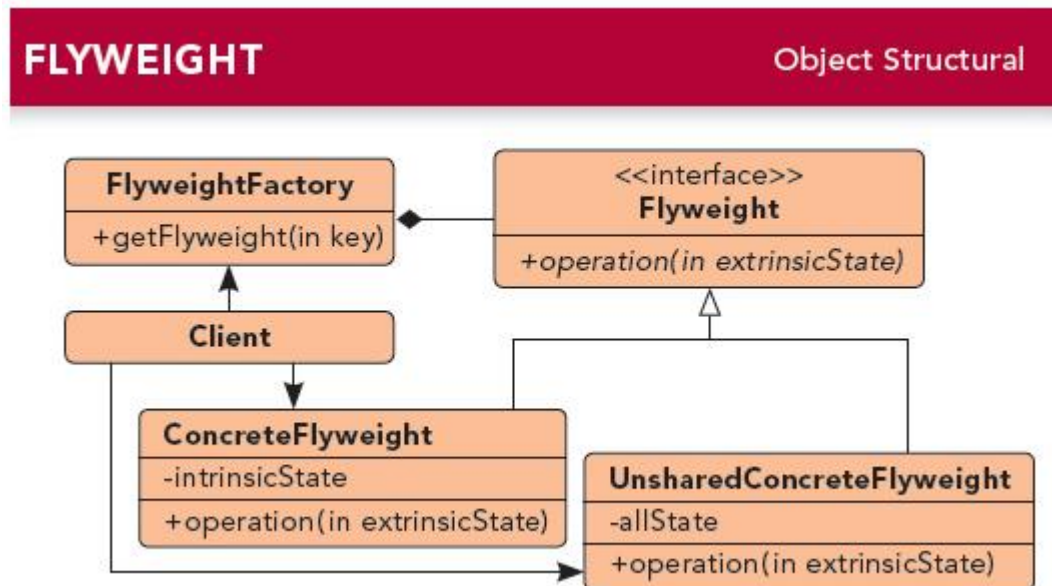 FLYWEIGHT
Object Structural
FlyweightFactory
+getFlyweight(in key)
<<interface>>
Flyweight
+operation(in extrinsicState)
Client
ConcreteFlyweight
-intrinsicState
+operation(in extrinsicState)
UnsharedConcreteFlyweight
-allState
+operation(in extrinsicState)